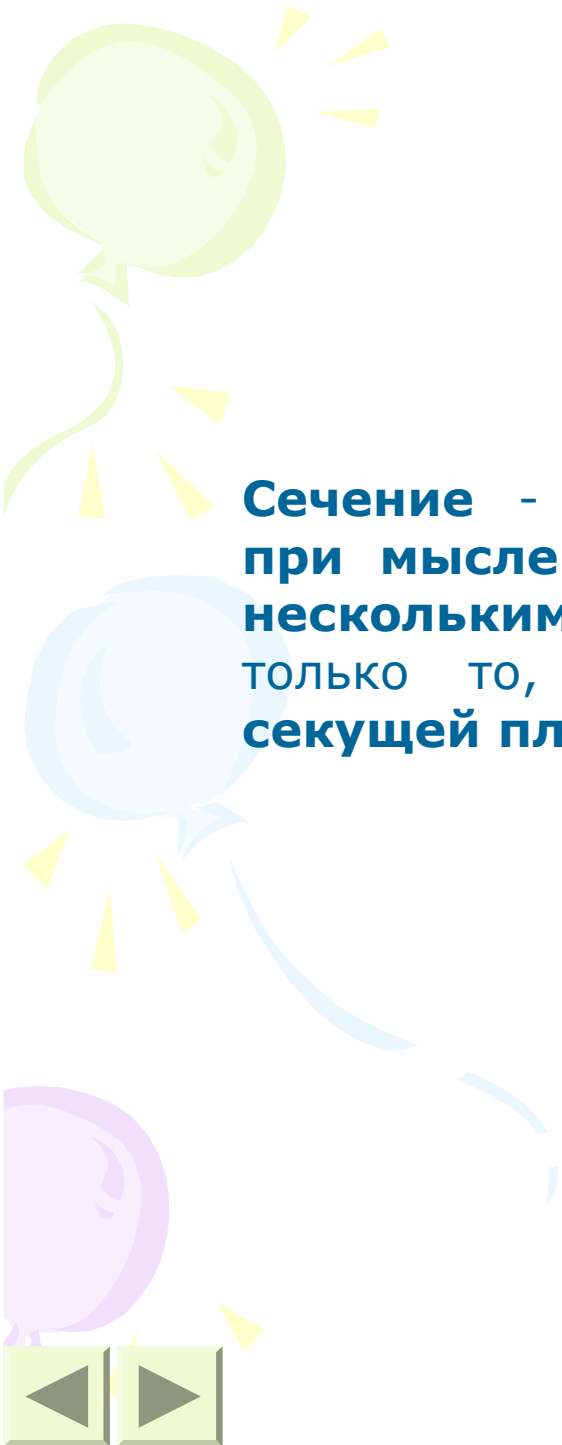 Сечение -
при мысле
нескольким
только то,
секущей пл